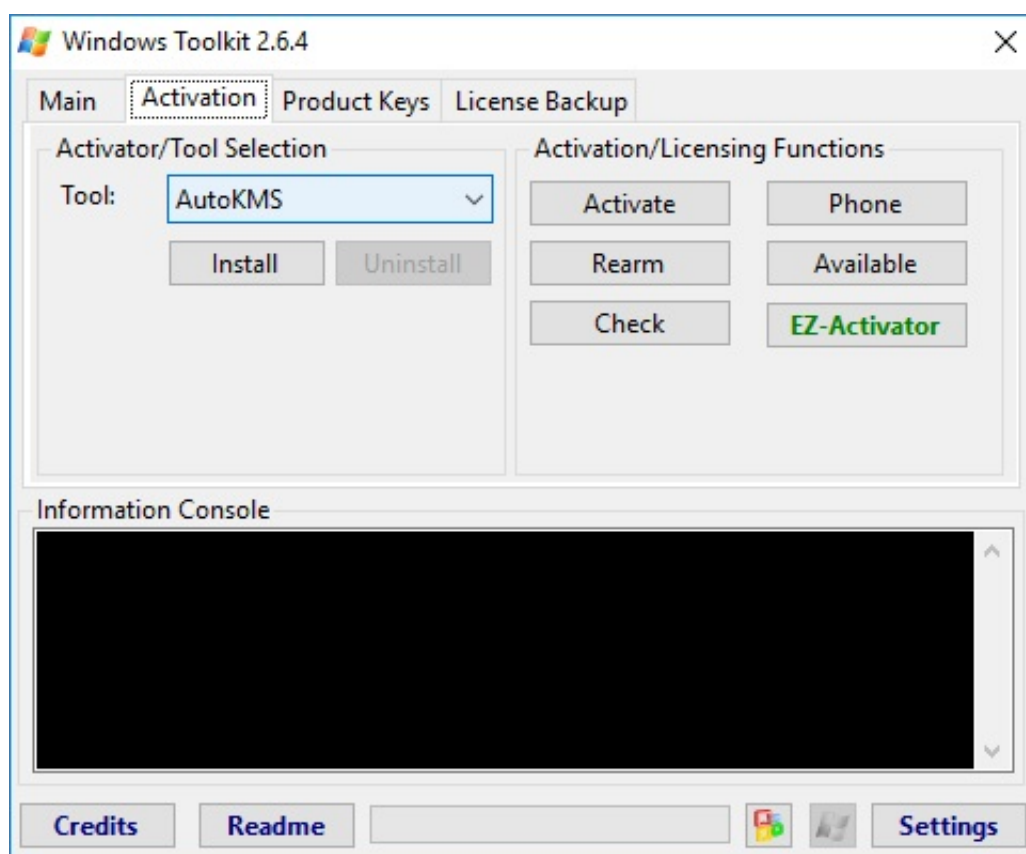 Windows Toolkit 2.6.4
Main Activation Product Keys License Backup
Activator/Tool Selection
Tool: AutoKMS
Install Uninstall
Activation/Licensing Functions
Activate Phone
Rearm Available
Check EZ-Activator
Information Console
Credits Readme Settings